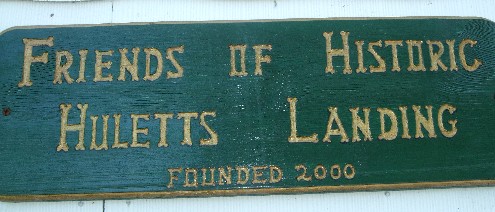 FRIENDS OF HISTORIC
HULETTS LANDING
FOUNDED 2000